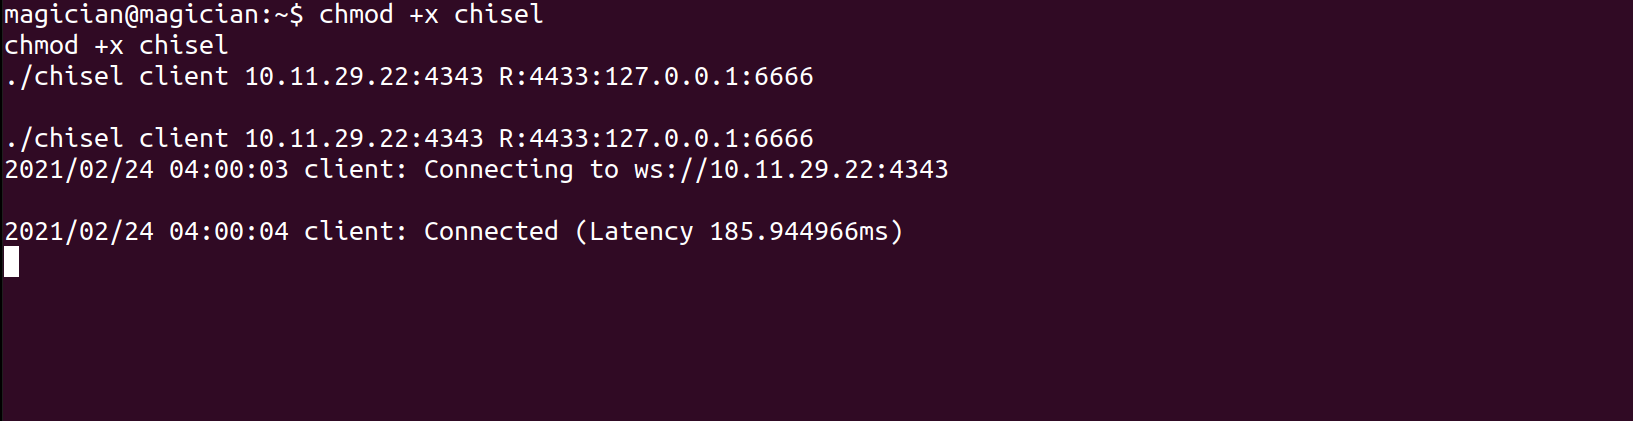 magician@magician:~$ chmod +x chisel
chmod +x chisel
./chisel client 10.11.29.22:4343 R:4433:127.0.0.1:6666
./chisel client 10.11.29.22:4343 R:4433:127.0.0.1:6666
2021/02/24 04:00:03 client: Connecting to ws://10.11.29.22:4343
2021/02/24 04:00:04 client: Connected (Latency 185.944966ms)